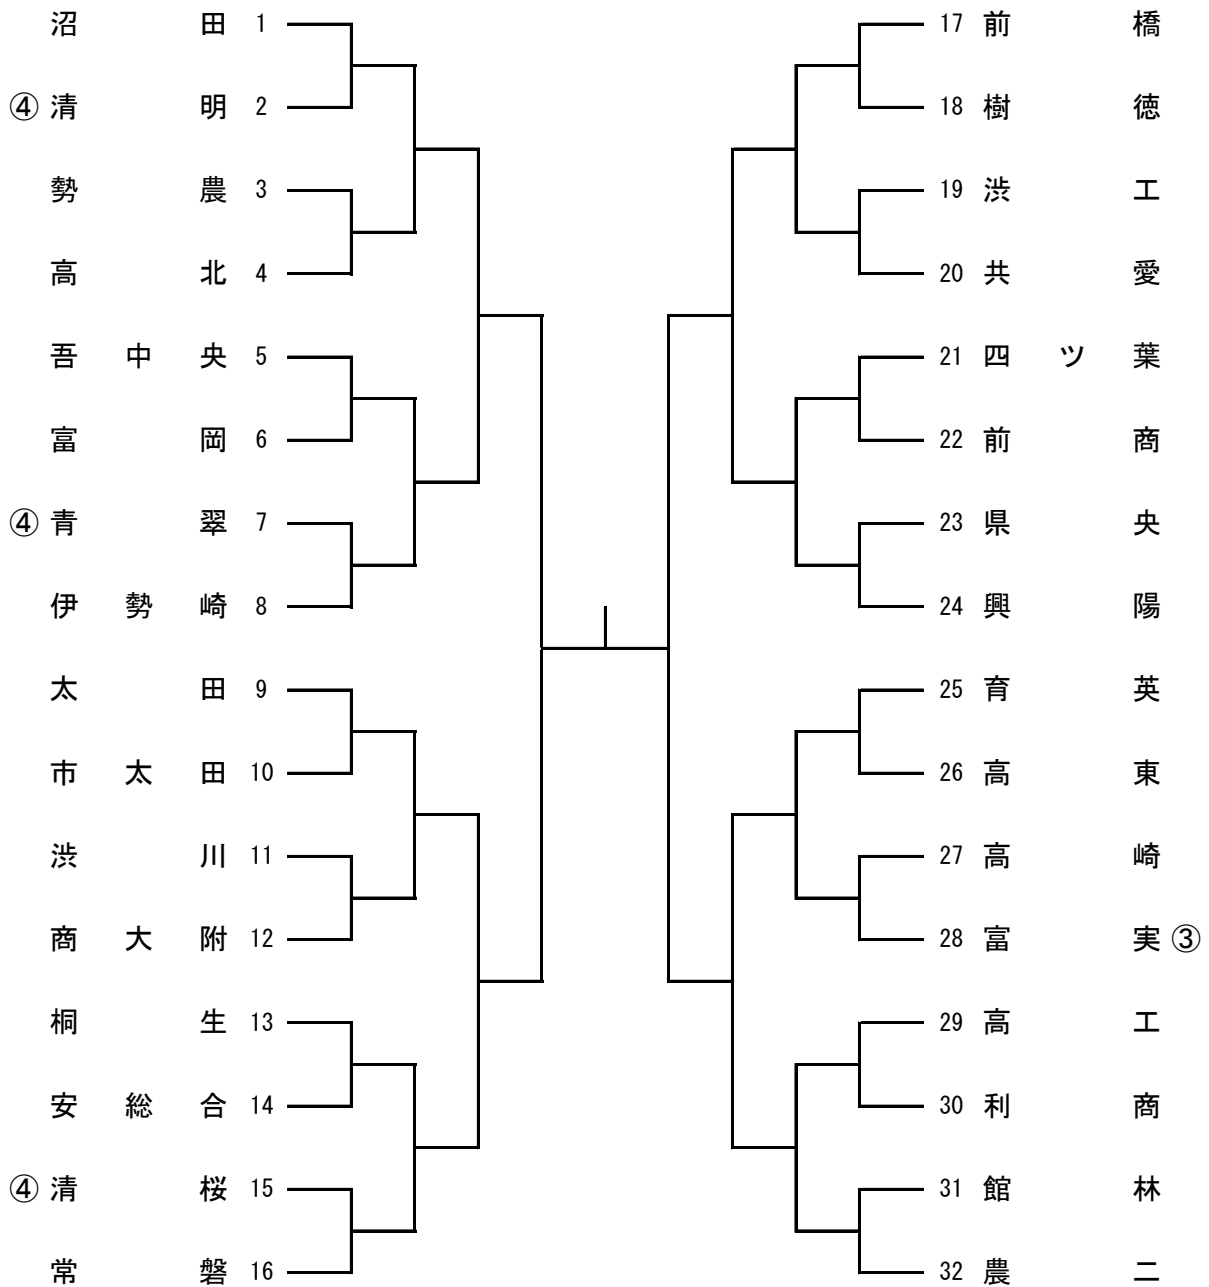 沼田 1
④ 清明 2
勢農 3
高北 4
吾中央 5
富岡 6
④ 青翠 7
伊勢崎 8
太田 9
市太田 10
渋川 11
商大附 12
桐生 13
安総合 14
④ 清桜 15
常磐 16
17 前橋
18 樹徳
19 渋工
20 共愛
21 四ツ葉
22 前商
23 県央
24 興陽
25 育英
26 高東
27 高崎
28 富実 ③
29 高工
30 利商
31 館林
32 農二